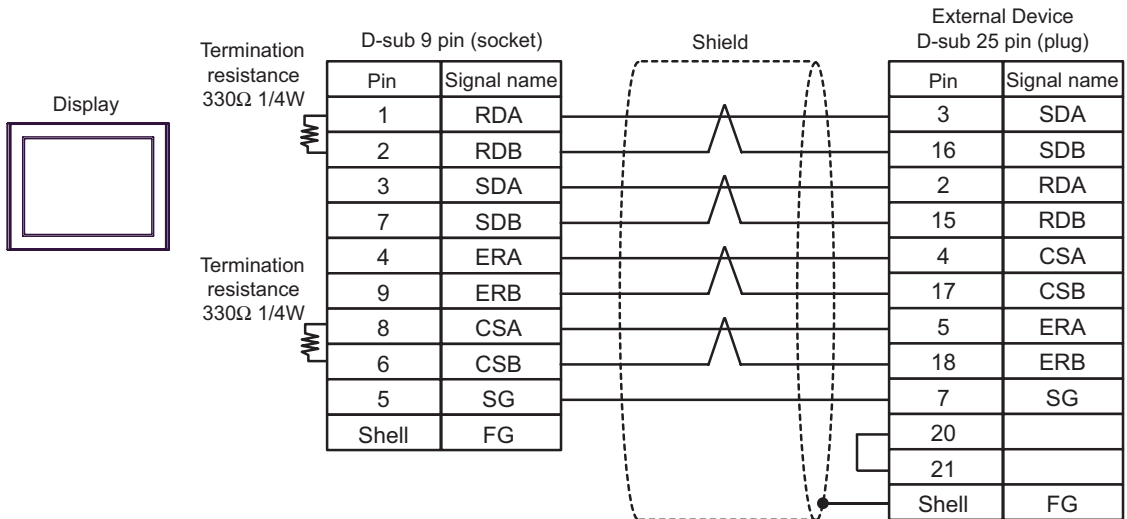 External Device
D-sub 9 pin (socket)
Shield
D-sub 25 pin (plug)
Termination
resistance
330Ω 1/4W
Display
Pin Signal name
Pin Signal name
1 RDA
3 SDA
2 RDB
16 SDB
3 SDA
2 RDA
7 SDB
15 RDB
Termination
resistance
330Ω 1/4W
4 ERA
4 CSA
9 ERB
17 CSB
8 CSA
5 ERA
6 CSB
18 ERB
5 SG
7 SG
Shell FG
20
21
Shell FG